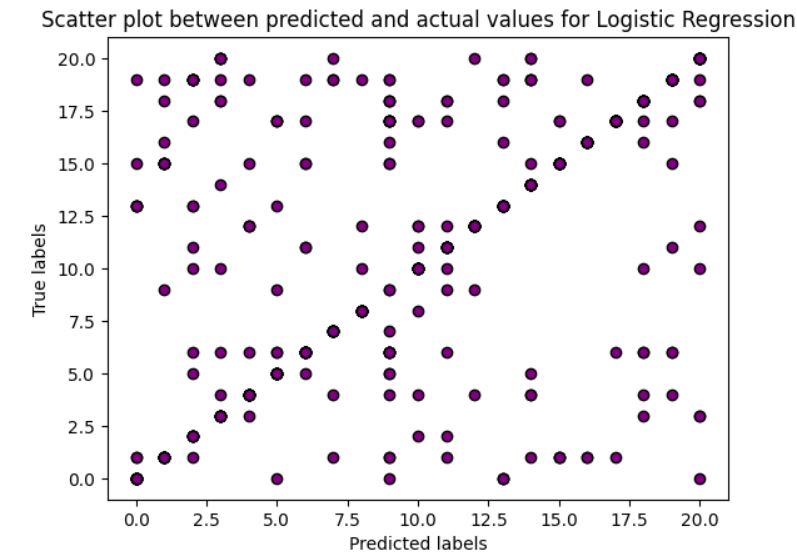 Scatter plot between predicted and actual values for Logistic Regression
20.0
17.5
15.0
12.5
10.0
7.5
5.0
2.5
0.0
True labels
0.0 2.5 5.0 7.5 10.0 12.5 15.0 17.5 20.0
Predicted labels